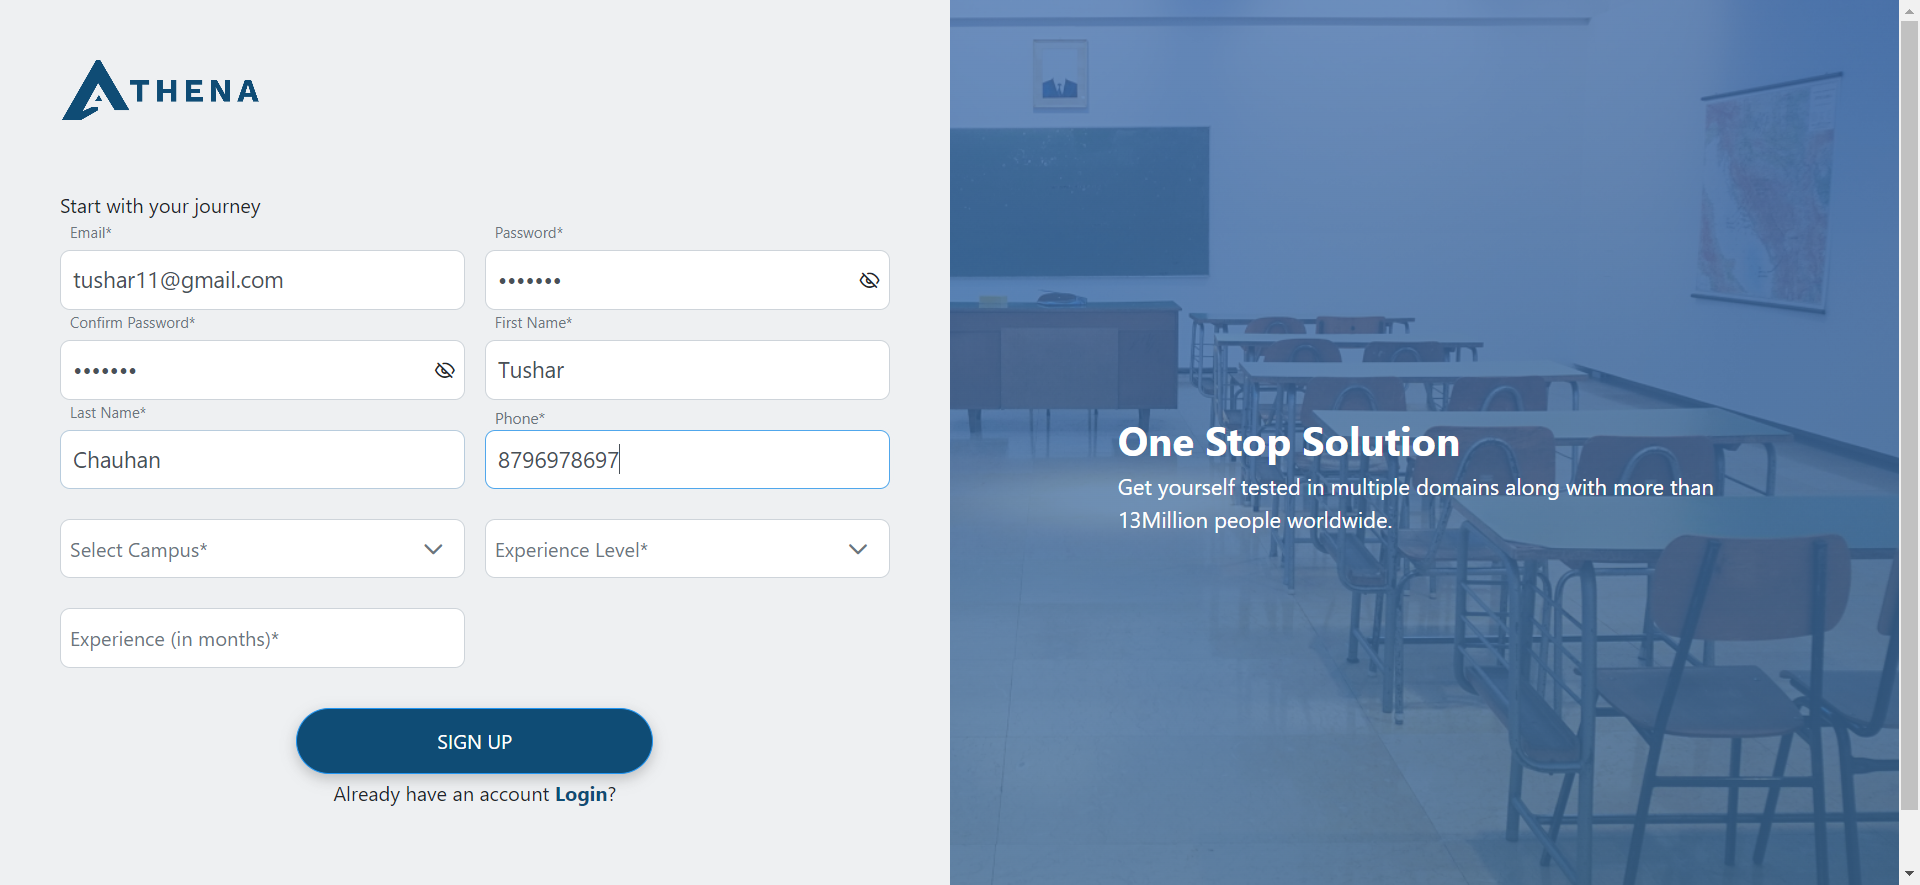 ATHENA
Start with your journey
Email*
Password*
tushar11@gmail.com
•••••••
Confirm Password*
First Name*
•••••••
Tushar
Last Name*
Phone*
Chauhan
8796978697
Select Campus*
Experience Level*
Experience (in months)*
SIGN UP
Already have an account Login?
One Stop Solution
Get yourself tested in multiple domains along with more than
13Million people worldwide.